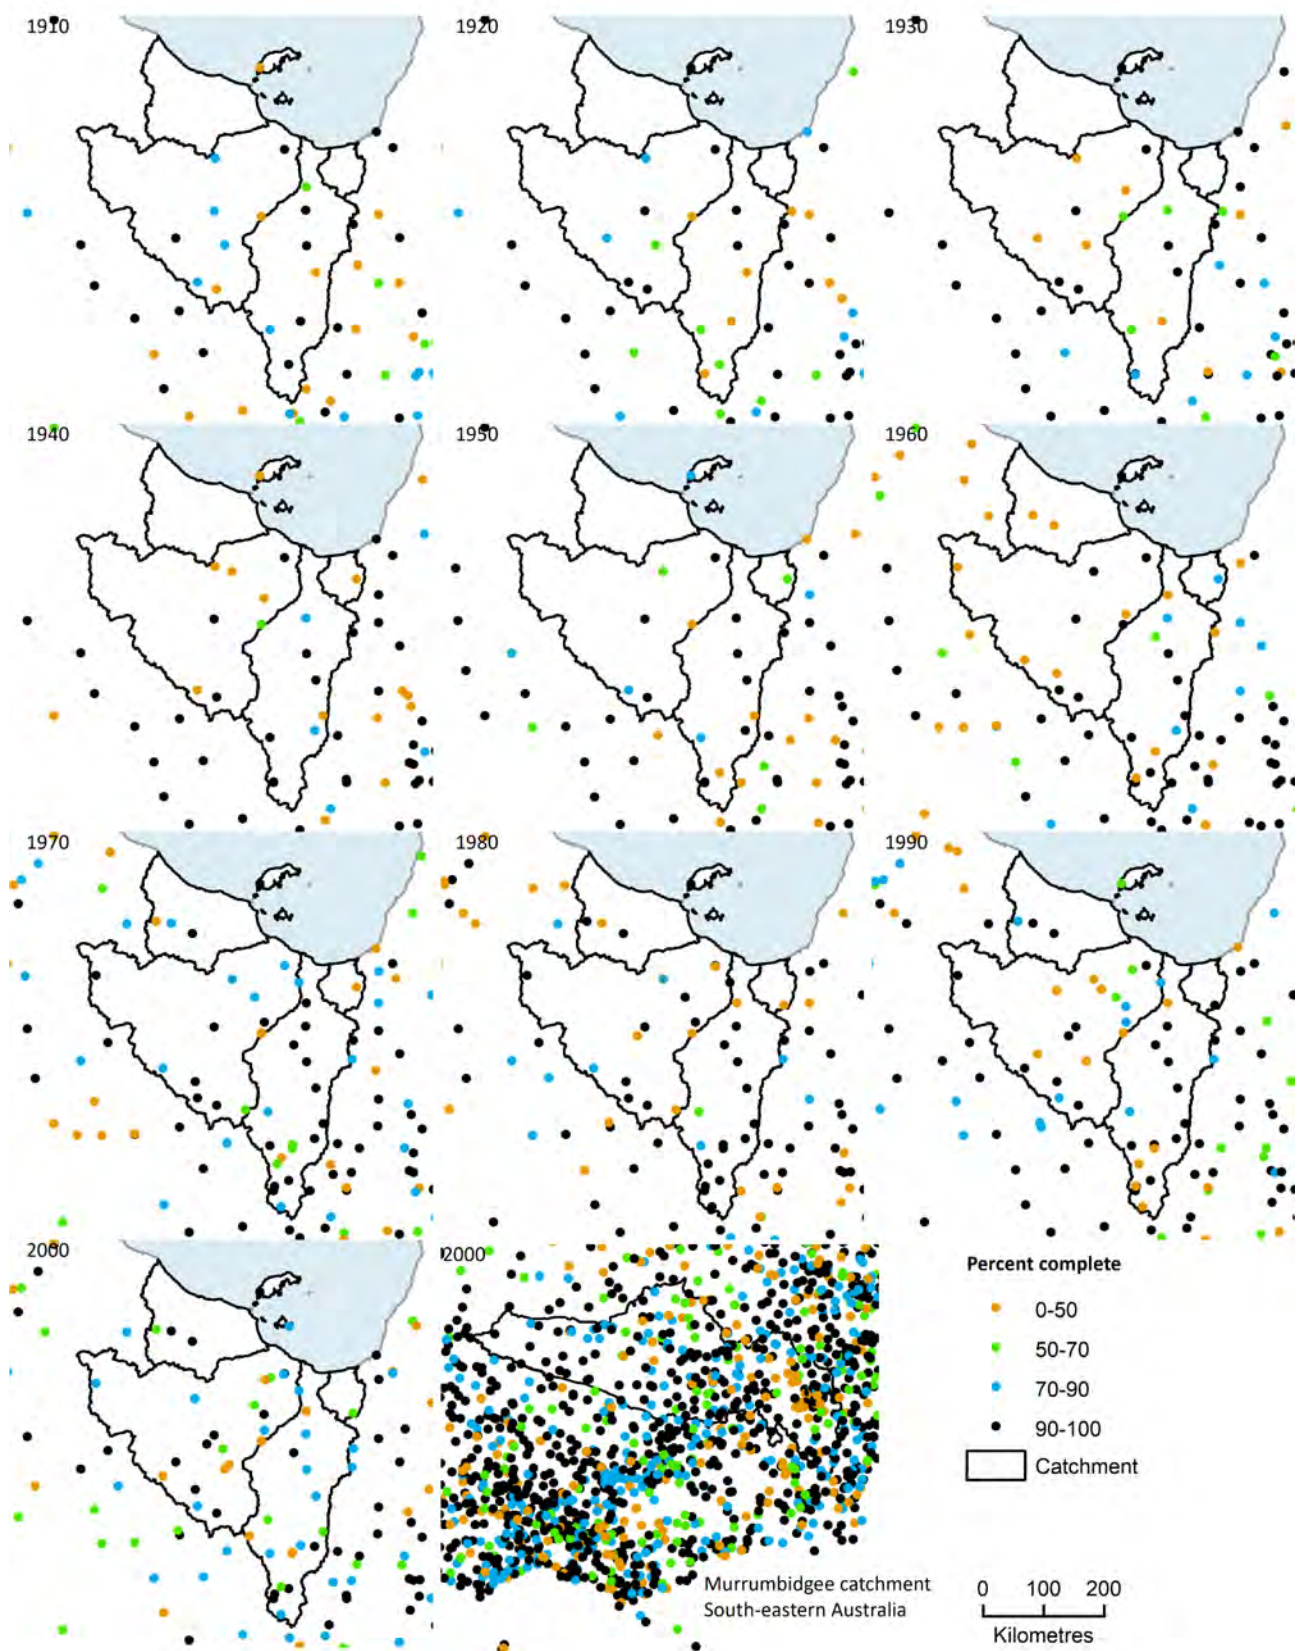 1910
1920
1930
1940
1950
1960
1970
1980
1990
2000
2000
Percent complete
0-50
50-70
70-90
90-100
Catchment
Murrumbidgee catchment
South-eastern Australia
0 100 200
Kilometres